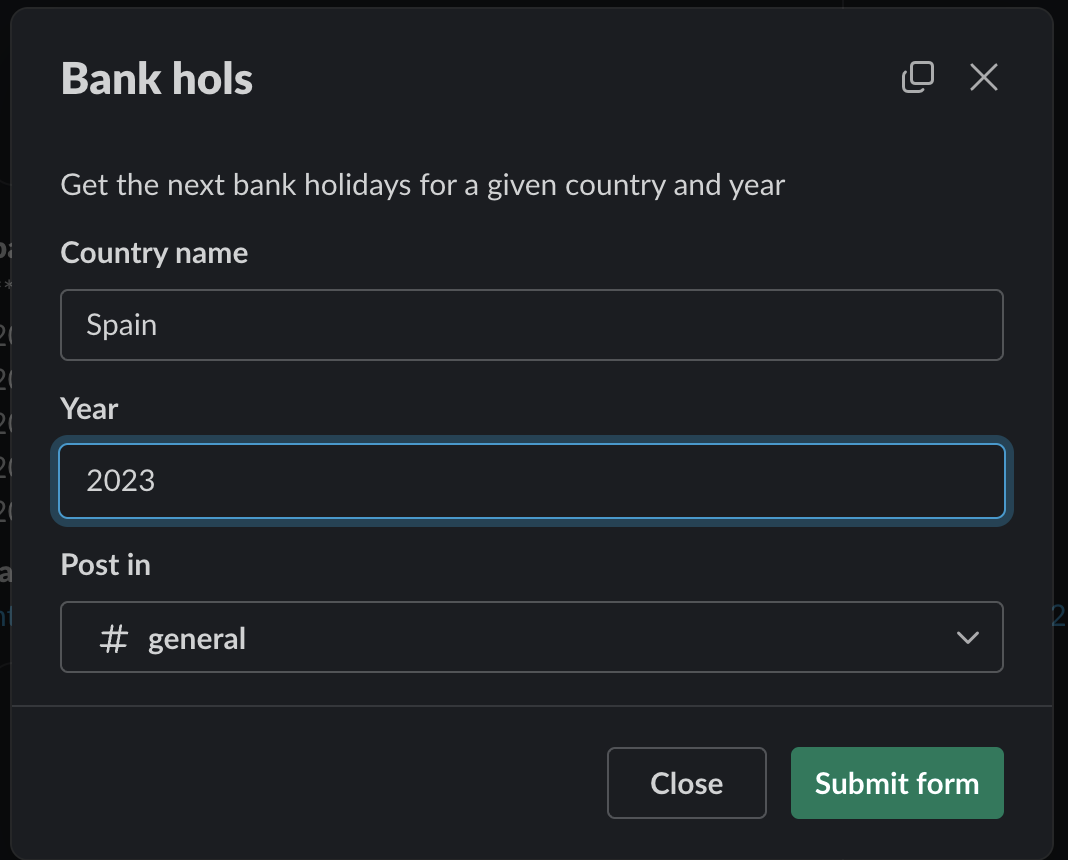 Bank hols
Get the next bank holidays for a given country and year
Country name
Spain
Year
2023
Post in
# general
Close
Submit form